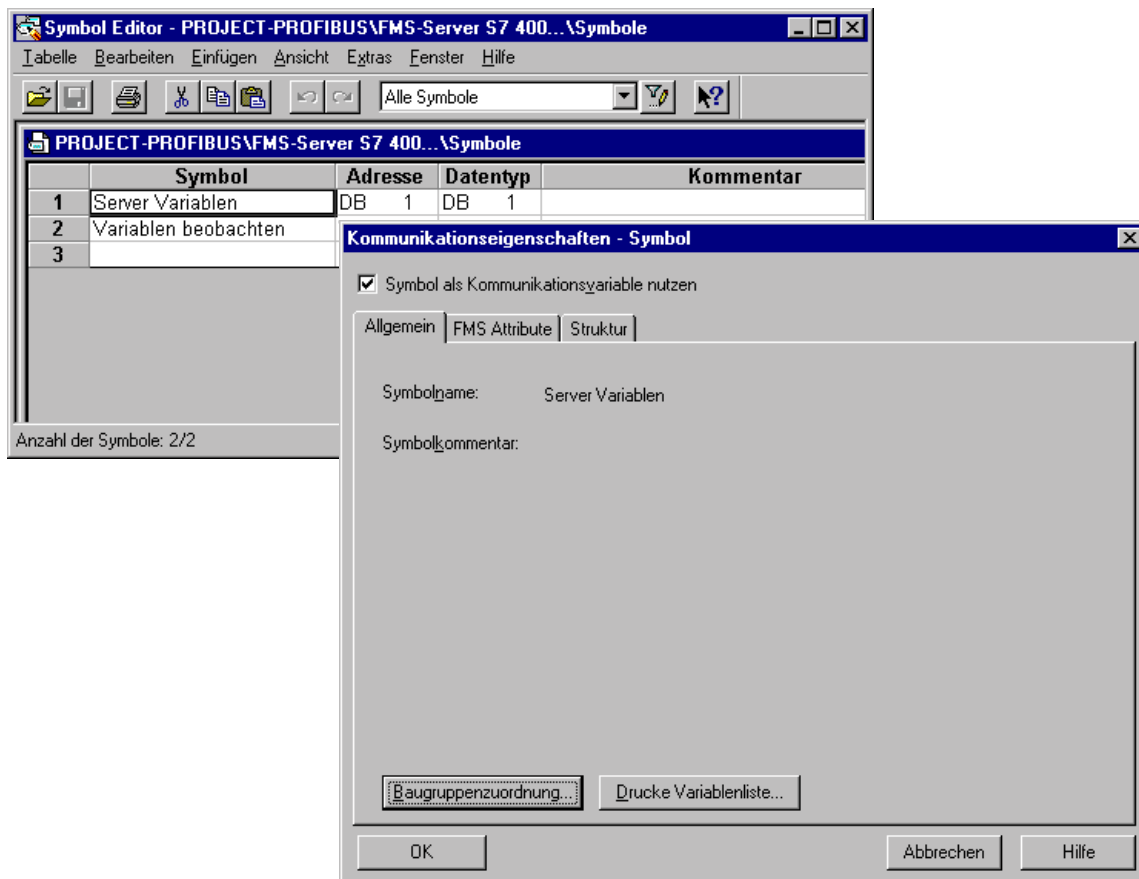 Symbol Editor - PROJECT-PROFIBUS\FMS-Server S7 400...\Symbole
Tabelle Bearbeiten Einfügen Ansicht Extras Fenster Hilfe
Alle Symbole
PROJECT-PROFIBUS\FMS-Server S7 400...\Symbole
Symbol Adresse Datentyp Kommentar
1 Server Variablen DB 1 DB 1
2 Variablen beobachten
3
Anzahl der Symbole: 2/2
Kommunikationseigenschaften - Symbol
Symbol als Kommunikationsvariable nutzen
Allgemein FMS Attribute Struktur
Symbolname: Server Variablen
Symbolkommentar:
Baugruppenzuordnung... Drucke Variablenliste...
OK Abbrechen Hilfe